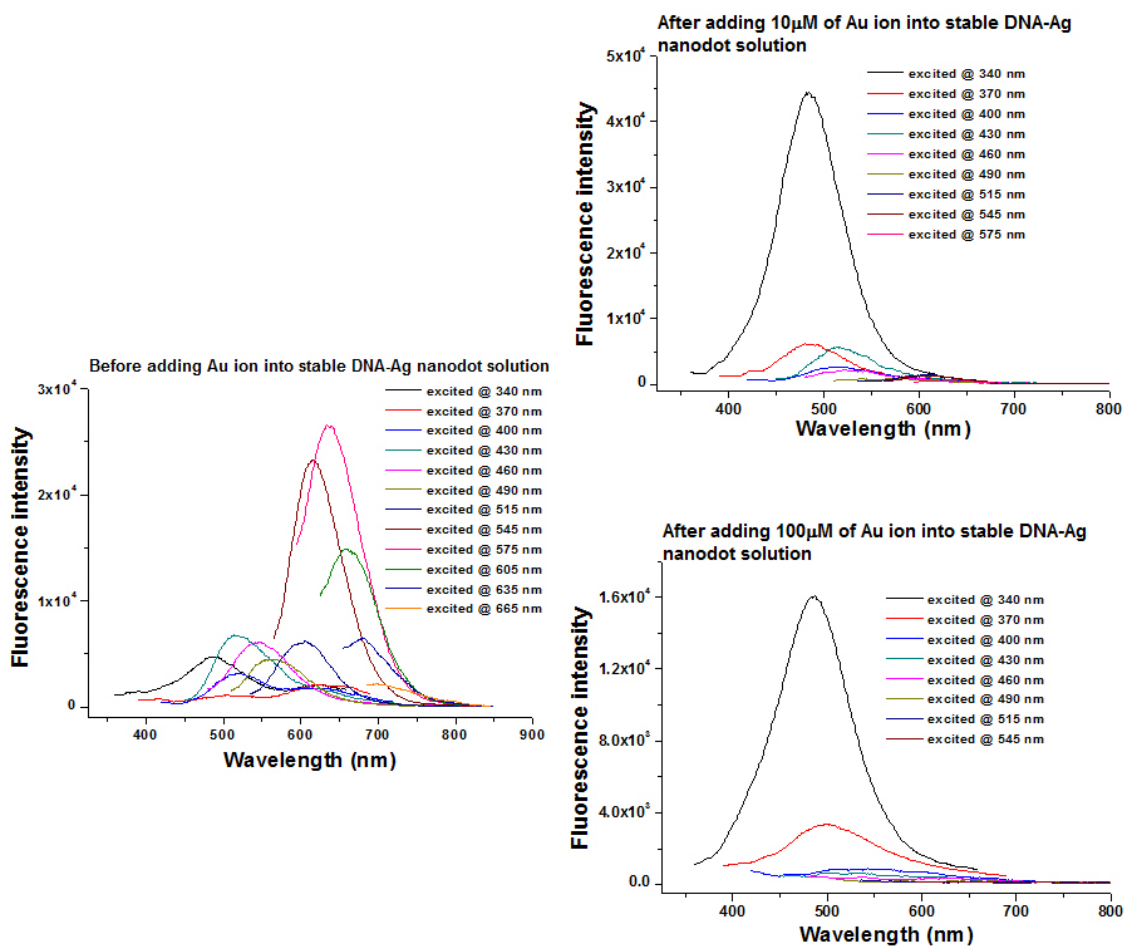 Before adding Au ion into stable DNA-Ag nanodot solution
3x10⁴
2x10⁴
1x10⁴
0
Fluorescence intensity
excited @ 340 nm
excited @ 370 nm
excited @ 400 nm
excited @ 430 nm
excited @ 460 nm
excited @ 490 nm
excited @ 515 nm
excited @ 545 nm
excited @ 575 nm
excited @ 605 nm
excited @ 635 nm
excited @ 665 nm
400 500 600 700 800 900
Wavelength (nm)
After adding 10μM of Au ion into stable DNA-Ag
nanodot solution
5x10⁴
4x10⁴
3x10⁴
2x10⁴
1x10⁴
0
Fluorescence intensity
excited @ 340 nm
excited @ 370 nm
excited @ 400 nm
excited @ 430 nm
excited @ 460 nm
excited @ 490 nm
excited @ 515 nm
excited @ 545 nm
excited @ 575 nm
400 500 600 700 800
Wavelength (nm)
After adding 100μM of Au ion into stable DNA-Ag
nanodot solution
1.6x10⁴
1.2x10⁴
8.0x10³
4.0x10³
0.0
Fluorescence intensity
excited @ 340 nm
excited @ 370 nm
excited @ 400 nm
excited @ 430 nm
excited @ 460 nm
excited @ 490 nm
excited @ 515 nm
excited @ 545 nm
400 500 600 700 800
Wavelength (nm)